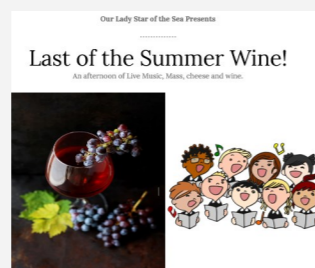 Our Lady Star of the Sea Presents
--------------
Last of the Summer Wine!
An afternoon of Live Music, Mass, cheese and wine.